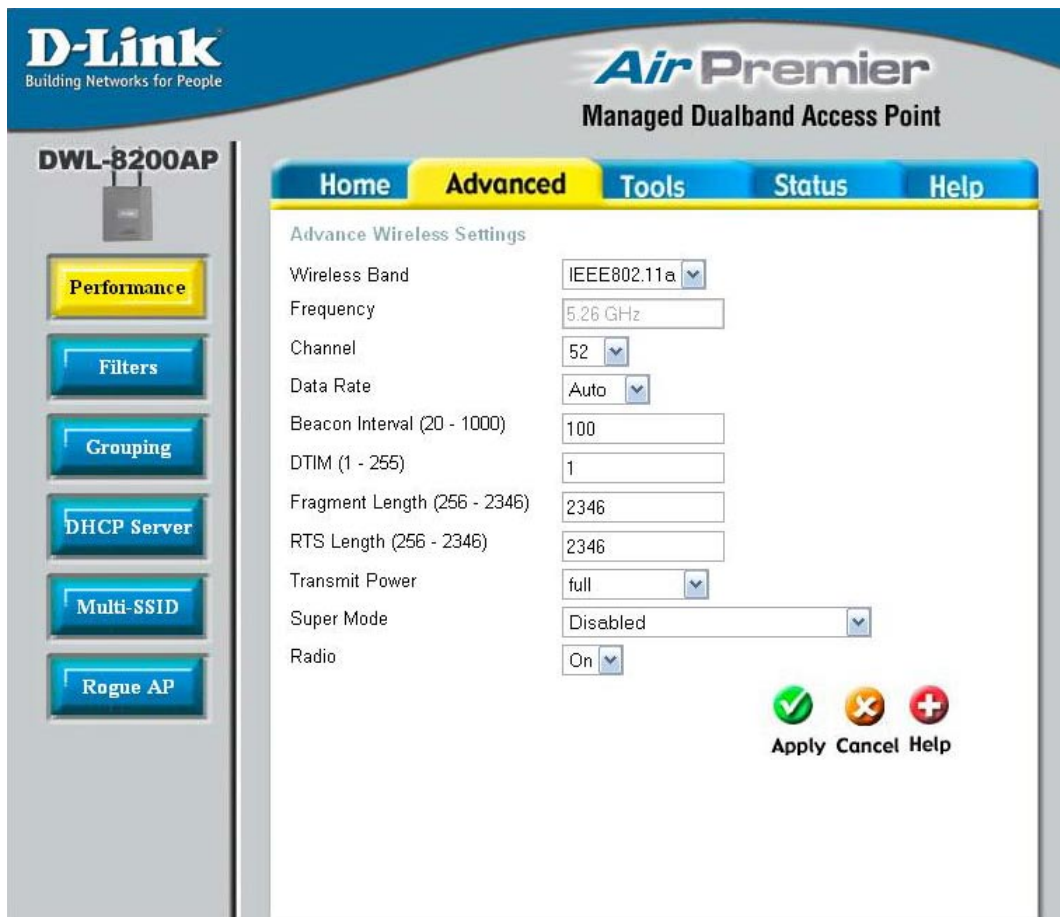 D-Link
Building Networks for People
Air Premier
Managed Dualband Access Point
DWL-8200AP
Home Advanced Tools Status Help
Performance
Filters
Grouping
DHCP Server
Multi-SSID
Rogue AP
Advance Wireless Settings
Wireless Band IEEE802.11a
Frequency 5.26 GHz
Channel 52
Data Rate Auto
Beacon Interval (20 - 1000) 100
DTIM (1 - 255) 1
Fragment Length (256 - 2346) 2346
RTS Length (256 - 2346) 2346
Transmit Power full
Super Mode Disabled
Radio On
Apply Cancel Help